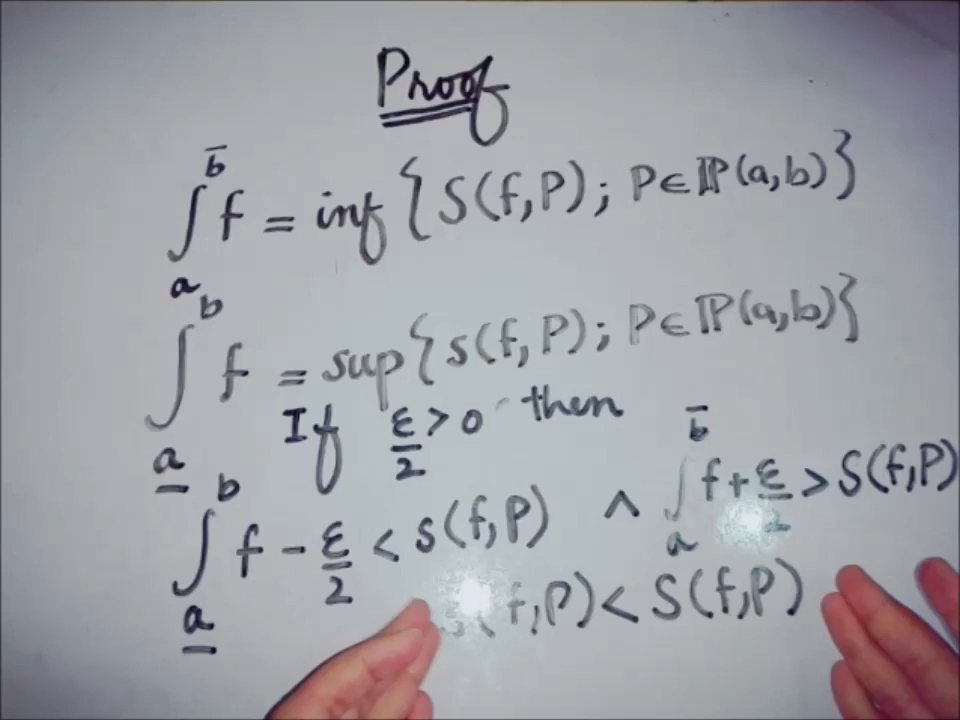 Proof
∫_a^b̅ f = inf{S(f,P); P∈ℙ(a,b)}
∫_a̲^b f = sup{s(f,P); P∈ℙ(a,b)}
If ε/2 > 0 then
∫_a̲^b f - ε/2 < s(f,P) ∧ ∫_a^b̅ f + ε/2 > S(f,P)
s(f,P) < S(f,P)